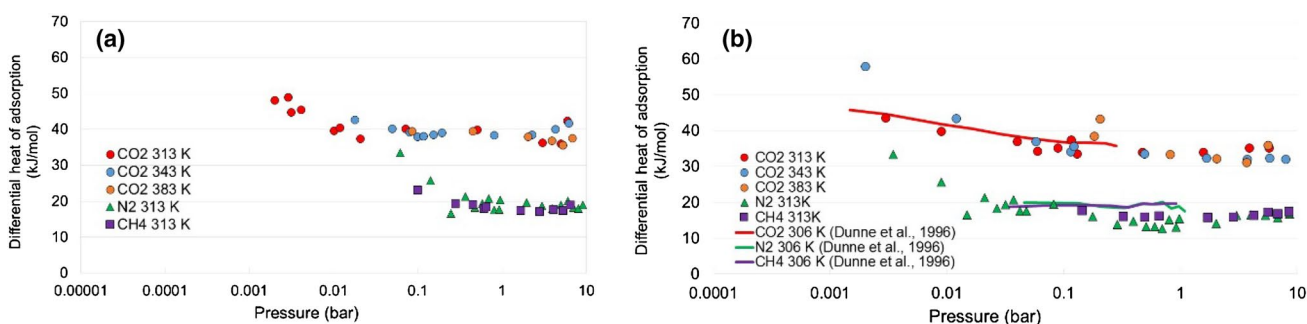 (a)
Differential heat of adsorption
(kJ/mol)
70
60
50
40
30
20
10
0
CO2 313 K
CO2 343 K
CO2 383 K
N2 313 K
CH4 313 K
0.00001 0.0001 0.001 0.01 0.1 1 10
Pressure (bar)
(b)
Differential heat of adsorption
(kJ/mol)
70
60
50
40
30
20
10
0
CO2 313 K
CO2 343 K
CO2 383 K
N2 313K
CH4 313K
CO2 306 K (Dunne et al., 1996)
N2 306 K (Dunne et al., 1996)
CH4 306 K (Dunne et al., 1996)
0.0001 0.001 0.01 0.1 1 10
Pressure (bar)